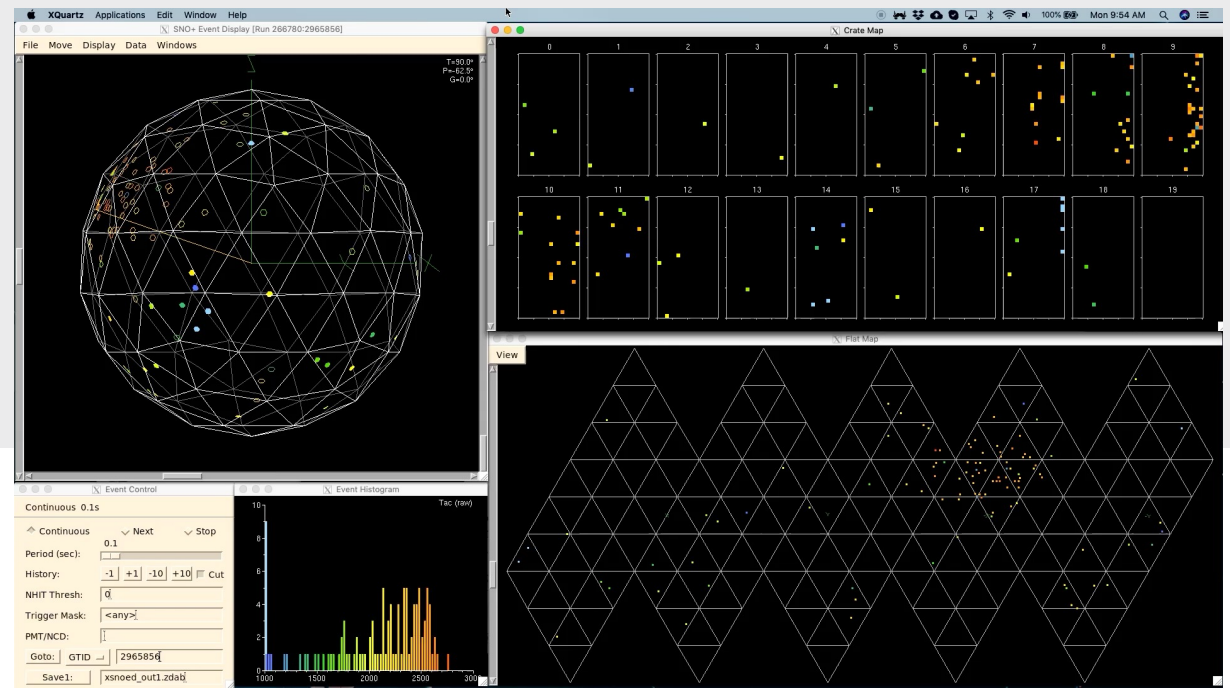 XQuartz Applications Edit Window Help 100% Mon 9:54 AM
X SNO+ Event Display [Run 266780:2965856]
File Move Display Data Windows
T=90.0°
P=-62.5°
G=0.0°
X Crate Map
0 1 2 3 4 5 6 7 8 9
10 11 12 13 14 15 16 17 18 19
X Flat Map
View
X Event Control
Continuous 0.1s
Continuous Next Stop
0.1
Period (sec):
History: -1 +1 -10 +10 Cut
NHIT Thresh: 0
Trigger Mask: <any>
PMT/NCD:
Goto: GTID 2965856
Save1: xsnoed_out1.zdab
X Event Histogram
Tac (raw)
10
8
6
4
2
0
1000 1500 2000 2500 300